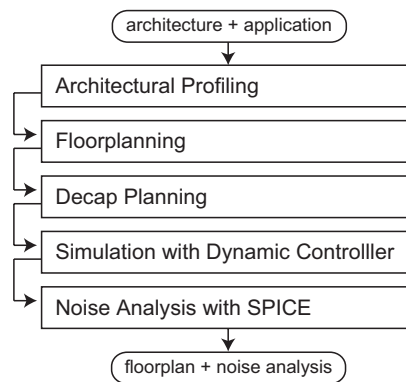 architecture + application
Architectural Profiling
Floorplanning
Decap Planning
Simulation with Dynamic Controlller
Noise Analysis with SPICE
floorplan + noise analysis